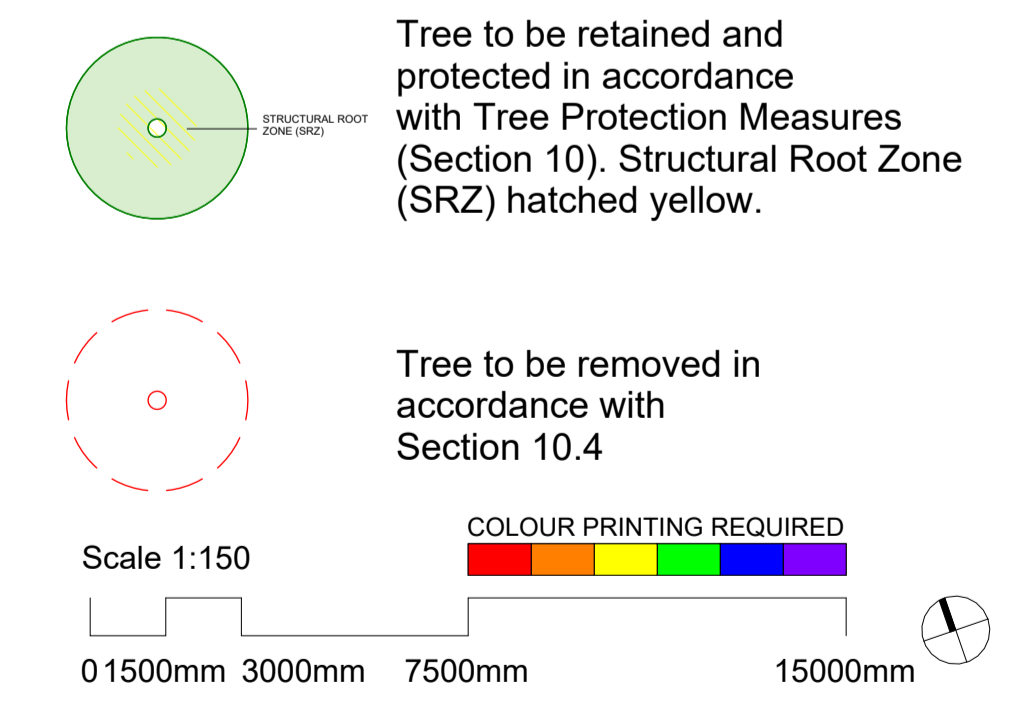 Tree to be retained and
protected in accordance
with Tree Protection Measures
(Section 10). Structural Root Zone
(SRZ) hatched yellow.
STRUCTURAL ROOT
ZONE (SRZ)
Tree to be removed in
accordance with
Section 10.4
COLOUR PRINTING REQUIRED
Scale 1:150
0 1500mm 3000mm 7500mm 15000mm